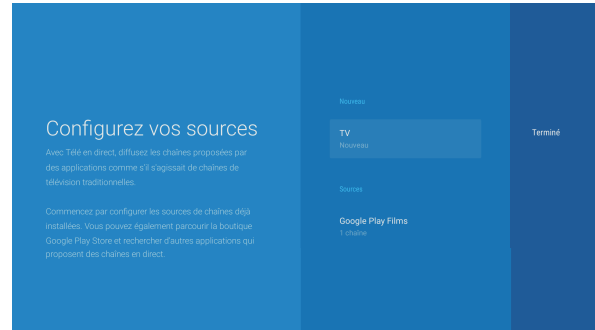 Configurez vos sources
Avec Télé en direct, diffusez les chaînes proposées par
des applications comme s'il s'agissait de chaînes de
télévision traditionnelles.
Commencez par configurer les sources de chaînes déjà
installées. Vous pouvez également parcourir la boutique
Google Play Store et rechercher d'autres applications qui
proposent des chaînes en direct.
Nouveau
TV
Nouveau
Sources
Google Play Films
1 chaîne
Terminé